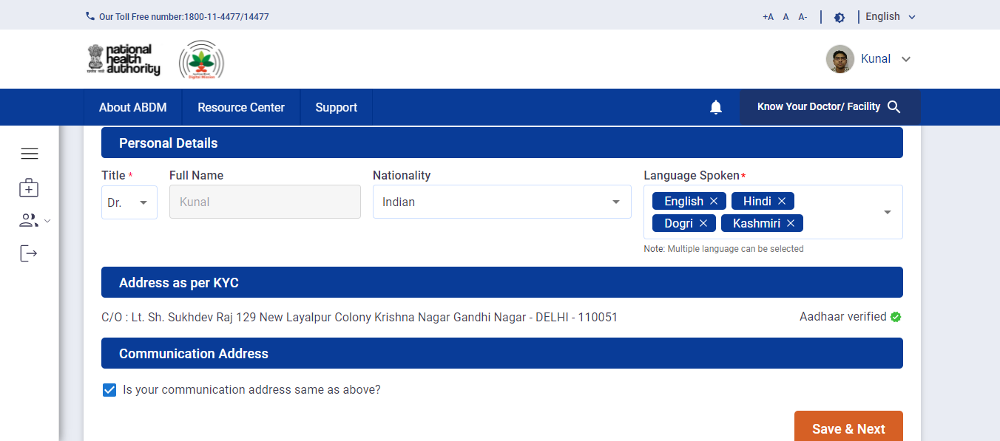 Our Toll Free number:1800-11-4477/14477
+A A A- English
national
health
authority
Digital Mission
Kunal
About ABDM Resource Center Support Know Your Doctor/ Facility
Personal Details
Title * Full Name Nationality Language Spoken*
Dr. Kunal Indian English × Hindi ×
Dogri × Kashmiri ×
Note: Multiple language can be selected
Address as per KYC
C/O : Lt. Sh. Sukhdev Raj 129 New Layalpur Colony Krishna Nagar Gandhi Nagar - DELHI - 110051 Aadhaar verified
Communication Address
Is your communication address same as above?
Save & Next